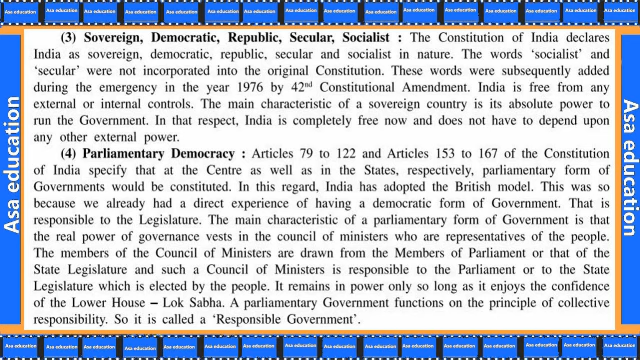 (3) Sovereign, Democratic, Republic, Secular, Socialist : The Constitution of India declares
India as sovereign, democratic, republic, secular and socialist in nature. The words ‘socialist’ and
‘secular’ were not incorporated into the original Constitution. These words were subsequently added
during the emergency in the year 1976 by 42nd Constitutional Amendment. India is free from any
external or internal controls. The main characteristic of a sovereign country is its absolute power to
run the Government. In that respect, India is completely free now and does not have to depend upon
any other external power.
(4) Parliamentary Democracy : Articles 79 to 122 and Articles 153 to 167 of the Constitution
of India specify that at the Centre as well as in the States, respectively, parliamentary form of
Governments would be constituted. In this regard, India has adopted the British model. This was so
because we already had a direct experience of having a democratic form of Government. That is
responsible to the Legislature. The main characteristic of a parliamentary form of Government is that
the real power of governance vests in the council of ministers who are representatives of the people.
The members of the Council of Ministers are drawn from the Members of Parliament or that of the
State Legislature and such a Council of Ministers is responsible to the Parliament or to the State
Legislature which is elected by the people. It remains in power only so long as it enjoys the confidence
of the Lower House – Lok Sabha. A parliamentary Government functions on the principle of collective
responsibility. So it is called a ‘Responsible Government’.
Asa education
Asa education